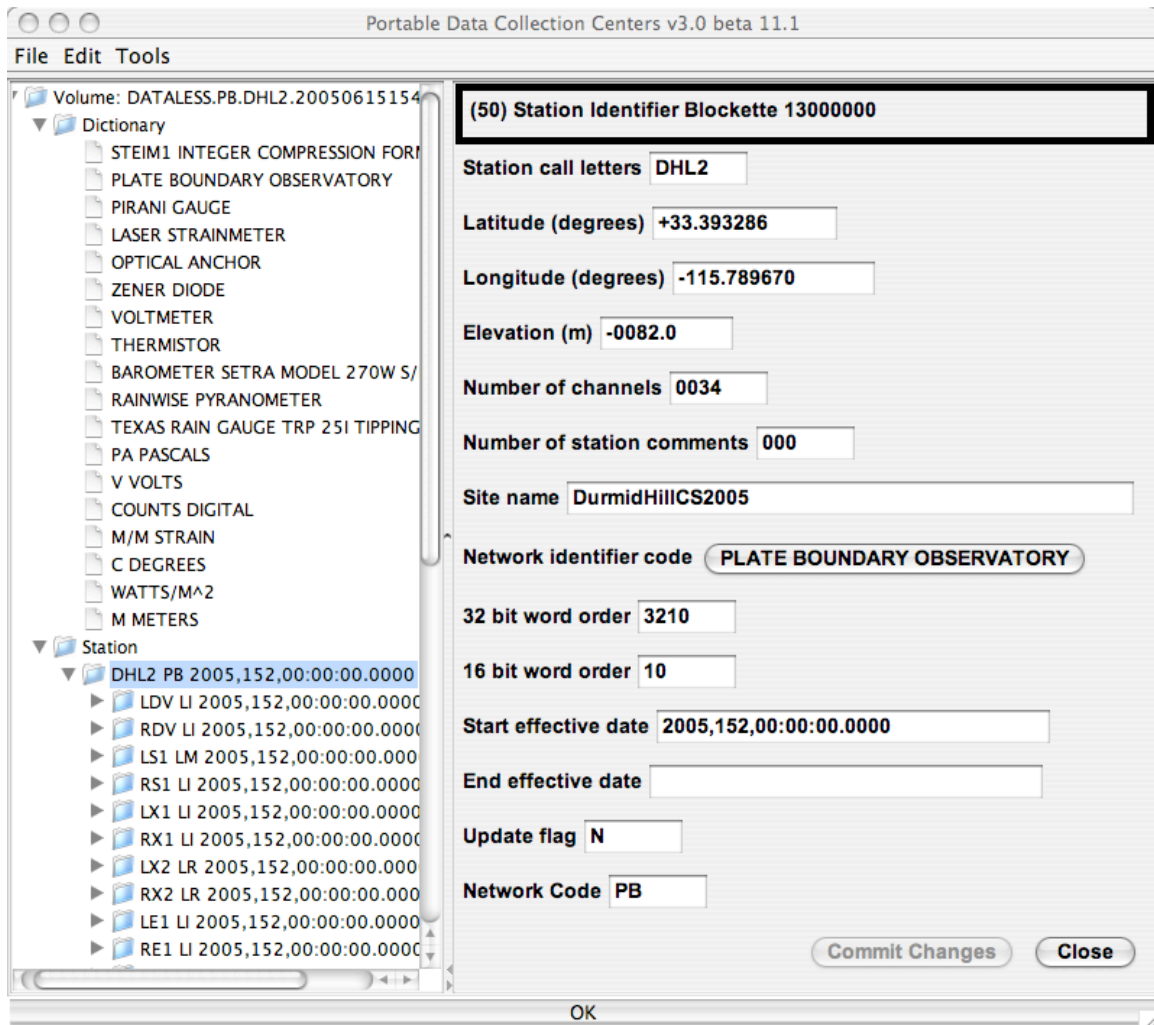 Portable Data Collection Centers v3.0 beta 11.1
File Edit Tools
Volume: DATALESS.PB.DHL2.20050615154
Dictionary
STEIM1 INTEGER COMPRESSION FOR
PLATE BOUNDARY OBSERVATORY
PIRANI GAUGE
LASER STRAINMETER
OPTICAL ANCHOR
ZENER DIODE
VOLTMETER
THERMISTOR
BAROMETER SETRA MODEL 270W S/
RAINWISE PYRANOMETER
TEXAS RAIN GAUGE TRP 25I TIPPING
PA PASCALS
V VOLTS
COUNTS DIGITAL
M/M STRAIN
C DEGREES
WATTS/M^2
M METERS
Station
DHL2 PB 2005,152,00:00:00.0000
LDV LI 2005,152,00:00:00.0000
RDV LI 2005,152,00:00:00.0000
LS1 LM 2005,152,00:00:00.000
RS1 LI 2005,152,00:00:00.0000
LX1 LI 2005,152,00:00:00.0000
RX1 LI 2005,152,00:00:00.0000
LX2 LR 2005,152,00:00:00.000
RX2 LR 2005,152,00:00:00.000
LE1 LI 2005,152,00:00:00.0000
RE1 LI 2005,152,00:00:00.0000
(50) Station Identifier Blockette 13000000
Station call letters DHL2
Latitude (degrees) +33.393286
Longitude (degrees) -115.789670
Elevation (m) -0082.0
Number of channels 0034
Number of station comments 000
Site name DurmidHillCS2005
Network identifier code PLATE BOUNDARY OBSERVATORY
32 bit word order 3210
16 bit word order 10
Start effective date 2005,152,00:00:00.0000
End effective date
Update flag N
Network Code PB
Commit Changes Close
OK